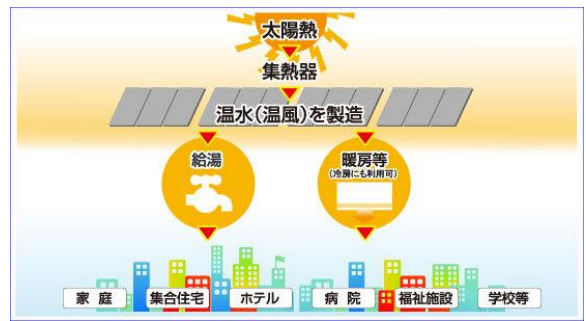 太陽熱
集熱器
温水(温風)を製造
給湯
暖房等
(冷房にも利用可)
家庭
集合住宅
ホテル
病院
福祉施設
学校等